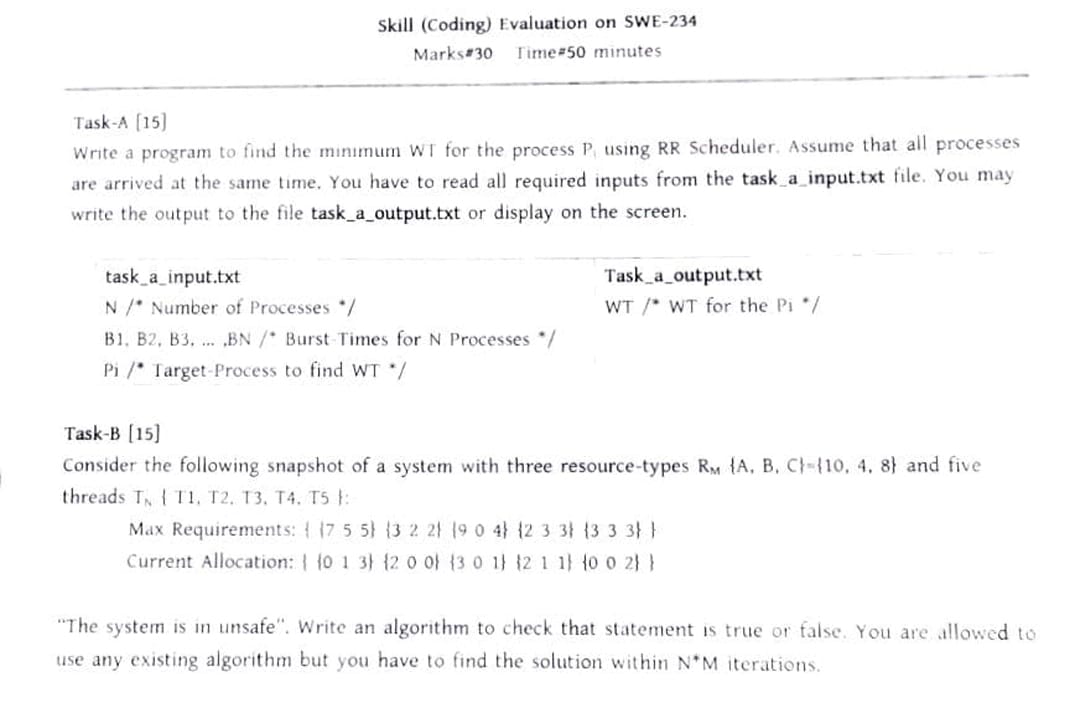 Skill (Coding) Evaluation on SWE-234
Marks#30 Time#50 minutes
Task-A [15]
Write a program to find the minimum WT for the process Pi using RR Scheduler. Assume that all processes
are arrived at the same time. You have to read all required inputs from the task_a_input.txt file. You may
write the output to the file task_a_output.txt or display on the screen.
task_a_input.txt
N /* Number of Processes */
B1, B2, B3, ... ,BN /* Burst-Times for N Processes */
Pi /* Target-Process to find WT */
Task_a_output.txt
WT /* WT for the Pi */
Task-B [15]
Consider the following snapshot of a system with three resource-types RM {A, B, C}={10, 4, 8} and five
threads TN { T1, T2, T3, T4, T5 }:
Max Requirements: { {7 5 5} {3 2 2} {9 0 4} {2 3 3} {3 3 3} }
Current Allocation: { {0 1 3} {2 0 0} {3 0 1} {2 1 1} {0 0 2} }
"The system is in unsafe". Write an algorithm to check that statement is true or false. You are allowed to
use any existing algorithm but you have to find the solution within N*M iterations.